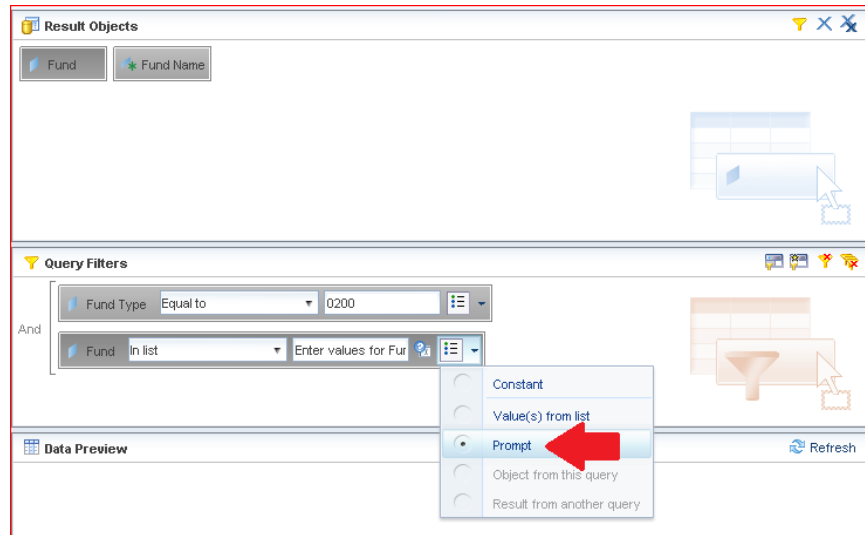 Result Objects
Fund Fund Name
Query Filters
And
Fund Type Equal to 0200
Fund In list Enter values for Fur
Constant
Value(s) from list
Prompt
Object from this query
Result from another query
Data Preview Refresh